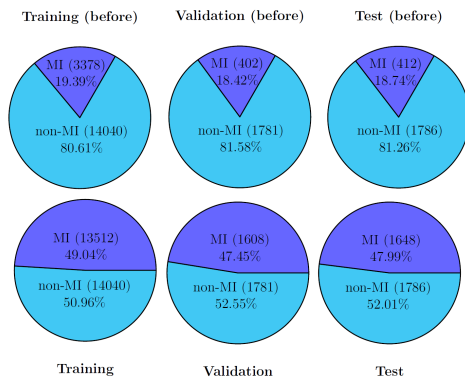 Training (before)
Validation (before)
Test (before)
MI (3378)
19.39%
non-MI (14040)
80.61%
MI (402)
18.42%
non-MI (1781)
81.58%
MI (412)
18.74%
non-MI (1786)
81.26%
MI (13512)
49.04%
non-MI (14040)
50.96%
MI (1608)
47.45%
non-MI (1781)
52.55%
MI (1648)
47.99%
non-MI (1786)
52.01%
Training
Validation
Test